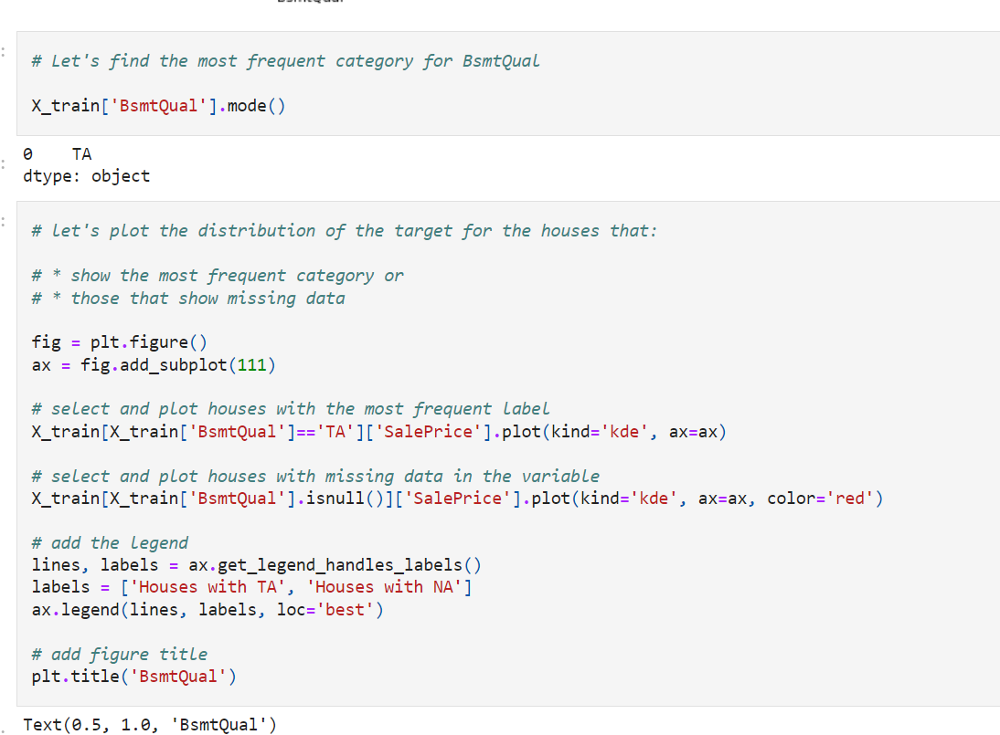 BsmtQual
# Let's find the most frequent category for BsmtQual
X_train['BsmtQual'].mode()
0    TA
dtype: object
# let's plot the distribution of the target for the houses that:
# * show the most frequent category or
# * those that show missing data
fig = plt.figure()
ax = fig.add_subplot(111)
# select and plot houses with the most frequent label
X_train[X_train['BsmtQual']=='TA']['SalePrice'].plot(kind='kde', ax=ax)
# select and plot houses with missing data in the variable
X_train[X_train['BsmtQual'].isnull()]['SalePrice'].plot(kind='kde', ax=ax, color='red')
# add the legend
lines, labels = ax.get_legend_handles_labels()
labels = ['Houses with TA', 'Houses with NA']
ax.legend(lines, labels, loc='best')
# add figure title
plt.title('BsmtQual')
Text(0.5, 1.0, 'BsmtQual')